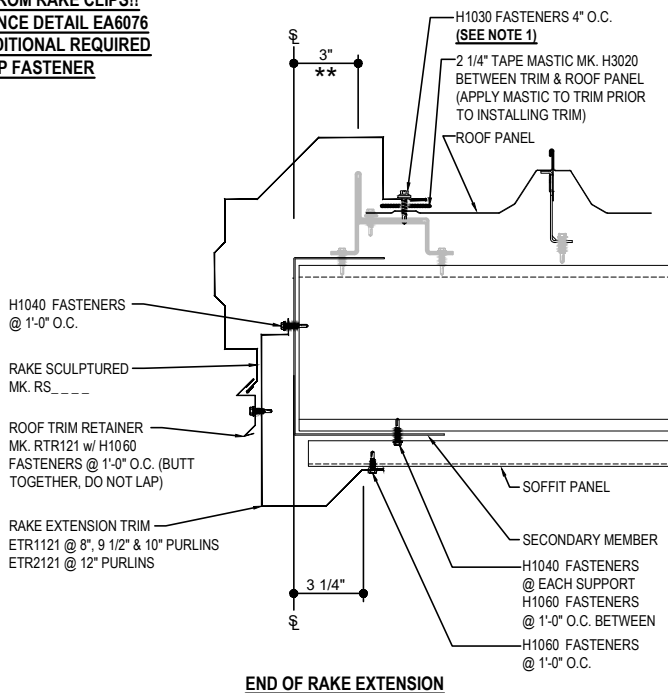 FROM RAKE CLIPS!!
NCE DETAIL EA6076
DITIONAL REQUIRED
P FASTENER
3"
**
H1030 FASTENERS 4" O.C.
(SEE NOTE 1)
2 1/4" TAPE MASTIC MK. H3020
BETWEEN TRIM & ROOF PANEL
(APPLY MASTIC TO TRIM PRIOR
TO INSTALLING TRIM)
ROOF PANEL
H1040 FASTENERS
@ 1'-0" O.C.
RAKE SCULPTURED
MK. RS_ _ _ _
ROOF TRIM RETAINER
MK. RTR121 w/ H1060
FASTENERS @ 1'-0" O.C. (BUTT
TOGETHER, DO NOT LAP)
RAKE EXTENSION TRIM
ETR1121 @ 8", 9 1/2" & 10" PURLINS
ETR2121 @ 12" PURLINS
3 1/4"
SOFFIT PANEL
SECONDARY MEMBER
H1040 FASTENERS
@ EACH SUPPORT
H1060 FASTENERS
@ 1'-0" O.C. BETWEEN
H1060 FASTENERS
@ 1'-0" O.C.
END OF RAKE EXTENSION